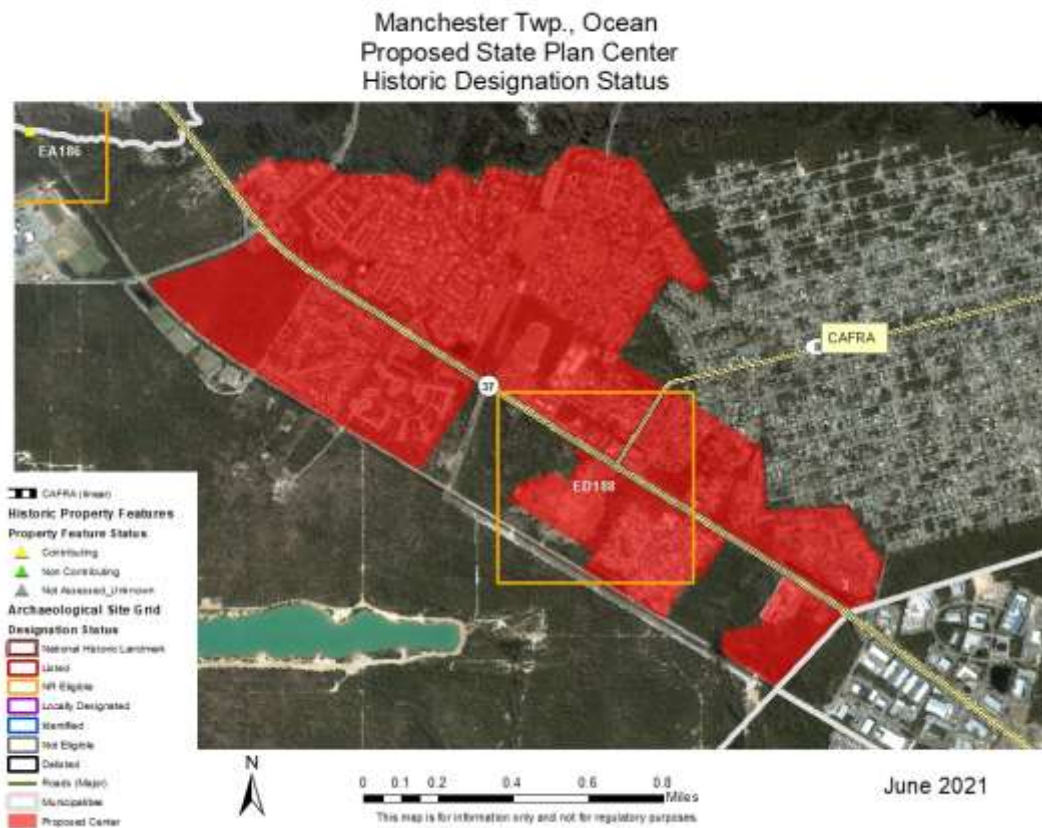 Manchester Twp., Ocean
Proposed State Plan Center
Historic Designation Status
EA186
CAFRA
37
ED188
CAFRA (linear)
Historic Property Features
Property Feature Status
Contributing
Non Contributing
Not Assessed_Unknown
Archaeological Site Grid
Designation Status
National Historic Landmark
Listed
NR Eligible
Locally Designated
Identified
Not Eligible
Delisted
Roads (Major)
Municipalities
Proposed Center
N
0 0.1 0.2 0.4 0.6 0.8
Miles
This map is for information only and not for regulatory purposes.
June 2021